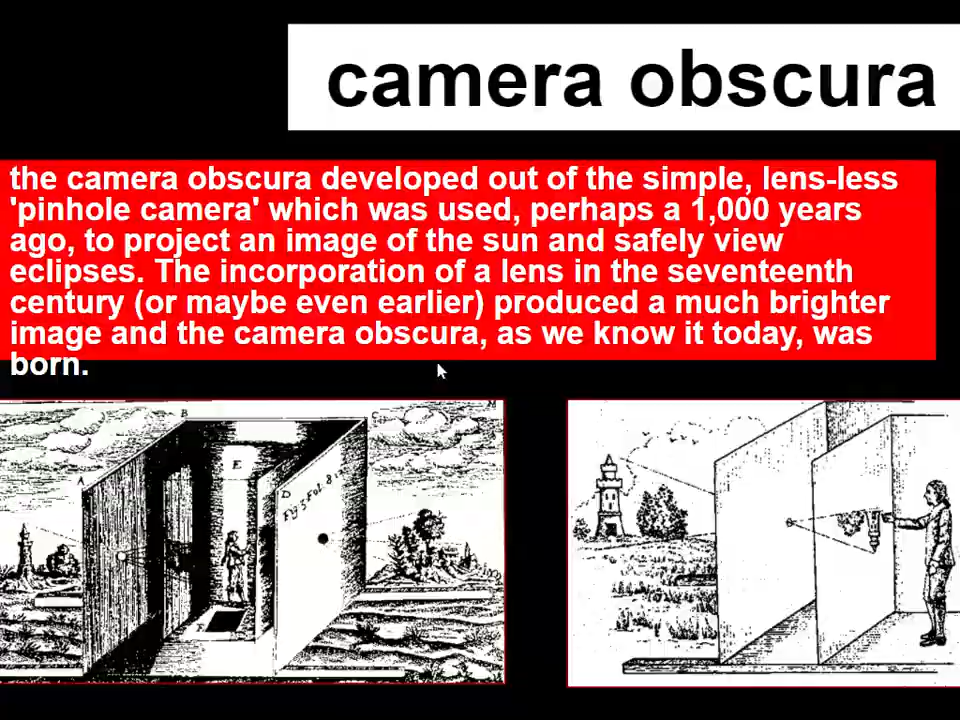 camera obscura
the camera obscura developed out of the simple, lens-less
'pinhole camera' which was used, perhaps a 1,000 years
ago, to project an image of the sun and safely view
eclipses. The incorporation of a lens in the seventeenth
century (or maybe even earlier) produced a much brighter
image and the camera obscura, as we know it today, was
born.
B
C
A
E
D